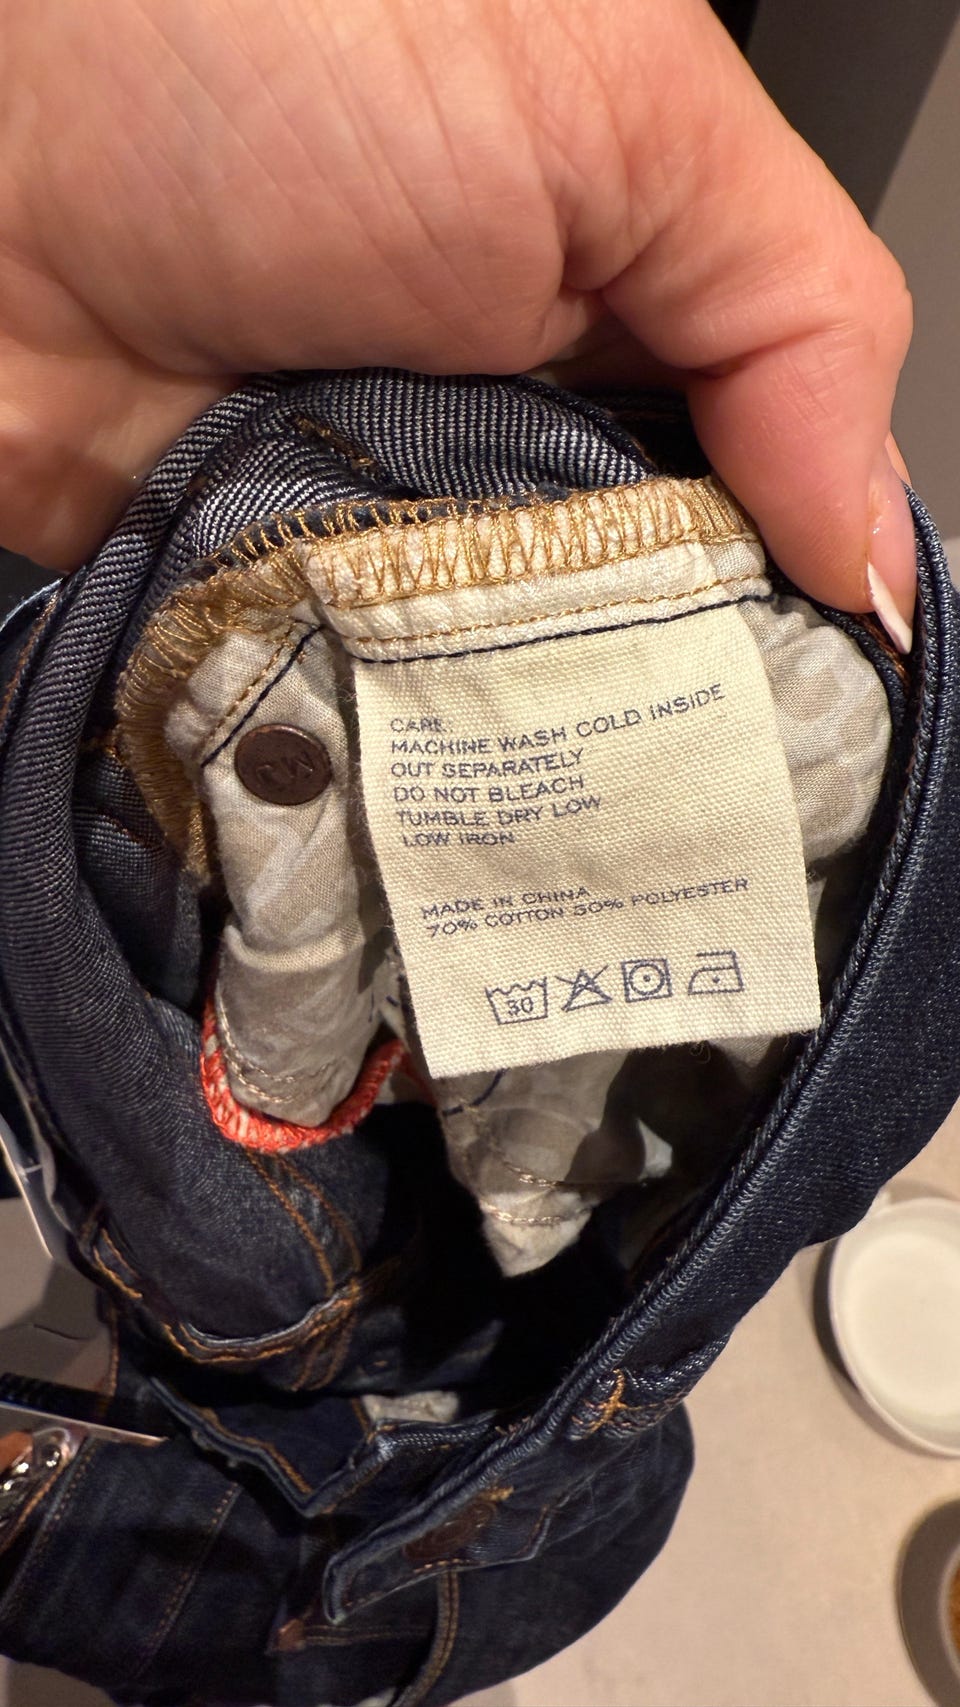 CARE:
MACHINE WASH COLD INSIDE
OUT SEPARATELY
DO NOT BLEACH
TUMBLE DRY LOW
LOW IRON
MADE IN CHINA
70% COTTON 30% POLYESTER
30